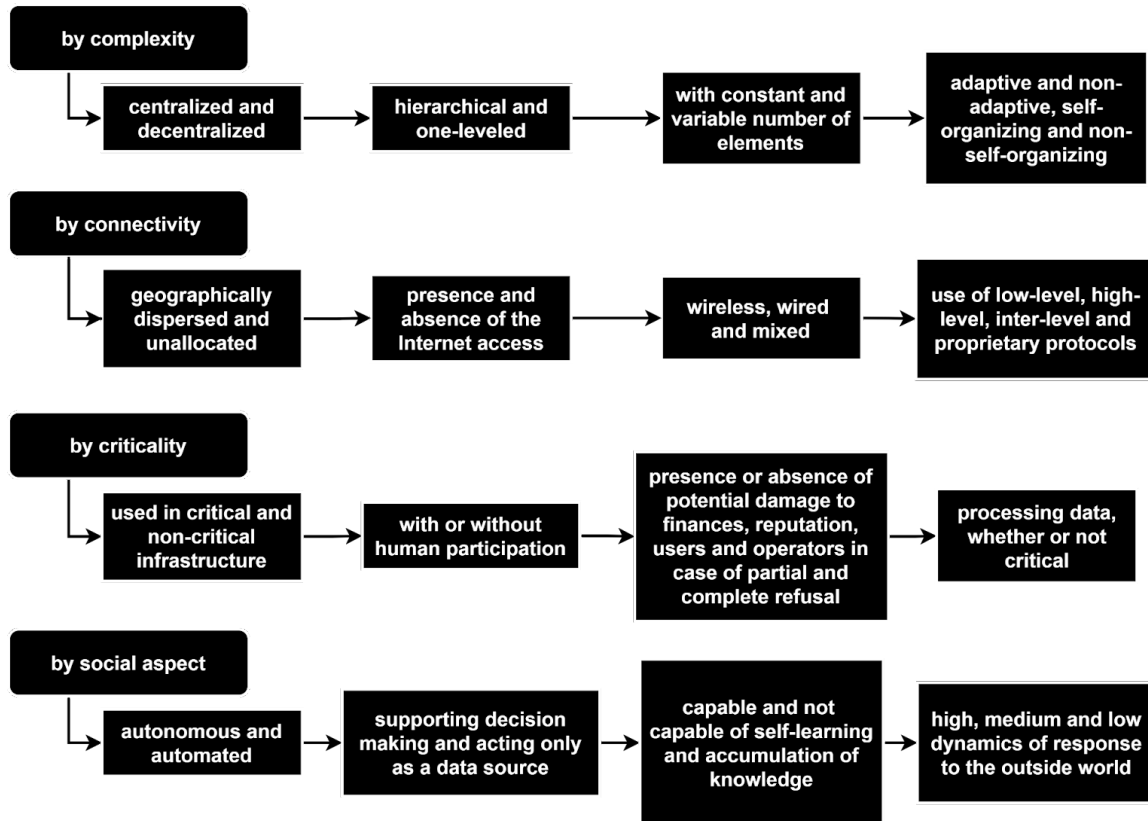 by complexity
centralized and
decentralized
hierarchical and
one-leveled
with constant and
variable number of
elements
adaptive and non-
adaptive, self-
organizing and non-
self-organizing
by connectivity
geographically
dispersed and
unallocated
presence and
absence of the
Internet access
wireless, wired
and mixed
use of low-level, high-
level, inter-level and
proprietary protocols
by criticality
used in critical and
non-critical
infrastructure
with or without
human participation
presence or absence of
potential damage to
finances, reputation,
users and operators in
case of partial and
complete refusal
processing data,
whether or not
critical
by social aspect
autonomous and
automated
supporting decision
making and acting only
as a data source
capable and not
capable of self-learning
and accumulation of
knowledge
high, medium and low
dynamics of response
to the outside world